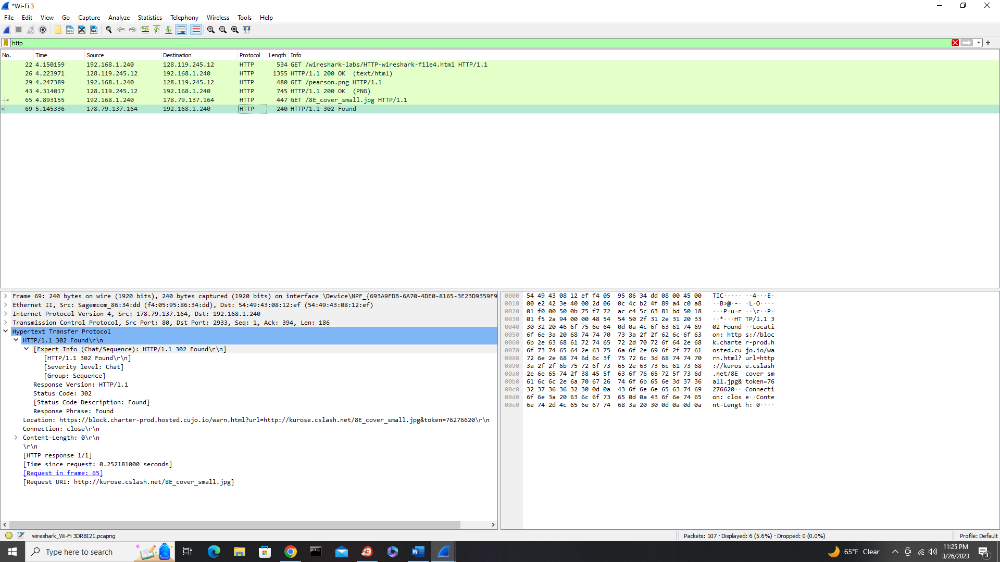 *Wi-Fi 3
File Edit View Go Capture Analyze Statistics Telephony Wireless Tools Help
http
No. Time Source Destination Protocol Length Info
22 4.150159 192.168.1.240 128.119.245.12 HTTP 534 GET /wireshark-labs/HTTP-wireshark-file4.html HTTP/1.1
26 4.223971 128.119.245.12 192.168.1.240 HTTP 1355 HTTP/1.1 200 OK (text/html)
29 4.247389 192.168.1.240 128.119.245.12 HTTP 480 GET /pearson.png HTTP/1.1
43 4.314017 128.119.245.12 192.168.1.240 HTTP 745 HTTP/1.1 200 OK (PNG)
65 4.893155 192.168.1.240 178.79.137.164 HTTP 447 GET /8E_cover_small.jpg HTTP/1.1
69 5.145336 178.79.137.164 192.168.1.240 HTTP 240 HTTP/1.1 302 Found
Frame 69: 240 bytes on wire (1920 bits), 240 bytes captured (1920 bits) on interface \Device\NPF_{693A9FDB-6A70-4DE0-8165-3E23D9359F9
Ethernet II, Src: Sagemcom_86:34:dd (f4:05:95:86:34:dd), Dst: 54:49:43:08:12:ef (54:49:43:08:12:ef)
Internet Protocol Version 4, Src: 178.79.137.164, Dst: 192.168.1.240
Transmission Control Protocol, Src Port: 80, Dst Port: 2933, Seq: 1, Ack: 394, Len: 186
Hypertext Transfer Protocol
HTTP/1.1 302 Found\r\n
[Expert Info (Chat/Sequence): HTTP/1.1 302 Found\r\n]
[HTTP/1.1 302 Found\r\n]
[Severity level: Chat]
[Group: Sequence]
Response Version: HTTP/1.1
Status Code: 302
[Status Code Description: Found]
Response Phrase: Found
Location: https://block.charter-prod.hosted.cujo.io/warn.html?url=http://kurose.cslash.net/8E_cover_small.jpg&token=76276620\r\n
Connection: close\r\n
Content-Length: 0\r\n
\r\n
[HTTP response 1/1]
[Time since request: 0.252181000 seconds]
[Request in frame: 65]
[Request URI: http://kurose.cslash.net/8E_cover_small.jpg]
0000 54 49 43 08 12 ef f4 05 95 86 34 dd 08 00 45 00 TIC····· ··4···E·
0010 00 e2 42 3e 40 00 2d 06 0c 4c b2 4f 89 a4 c0 a8 ··B>@·-· ·L·O····
0020 01 f0 00 50 0b 75 f7 72 ac c4 5c 63 81 bd 50 18 ···P·u·r ··\c··P·
0030 01 f5 2a 94 00 00 48 54 54 50 2f 31 2e 31 20 33 ··*···HT TP/1.1 3
0040 30 32 20 46 6f 75 6e 64 0d 0a 4c 6f 63 61 74 69 02 Found ··Locati
0050 6f 6e 3a 20 68 74 74 70 73 3a 2f 2f 62 6c 6f 63 on: http s://bloc
0060 6b 2e 63 68 61 72 74 65 72 2d 70 72 6f 64 2e 68 k.charte r-prod.h
0070 6f 73 74 65 64 2e 63 75 6a 6f 2e 69 6f 2f 77 61 osted.cu jo.io/wa
0080 72 6e 2e 68 74 6d 6c 3f 75 72 6c 3d 68 74 74 70 rn.html? url=http
0090 3a 2f 2f 6b 75 72 6f 73 65 2e 63 73 6c 61 73 68 ://kuros e.cslash
00a0 2e 6e 65 74 2f 38 45 5f 63 6f 76 65 72 5f 73 6d .net/8E_ cover_sm
00b0 61 6c 6c 2e 6a 70 67 26 74 6f 6b 65 6e 3d 37 36 all.jpg& token=76
00c0 32 37 36 36 32 30 0d 0a 43 6f 6e 6e 65 63 74 69 276620·· Connecti
00d0 6f 6e 3a 20 63 6c 6f 73 65 0d 0a 43 6f 6e 74 65 on: clos e··Conte
00e0 6e 74 2d 4c 65 6e 67 74 68 3a 20 30 0d 0a 0d 0a nt-Lengt h: 0····
wireshark_Wi-Fi 3DR8I21.pcapng
Packets: 107 · Displayed: 6 (5.6%) · Dropped: 0 (0.0%)
Profile: Default
Type here to search
65°F Clear
11:25 PM
3/26/2023
3